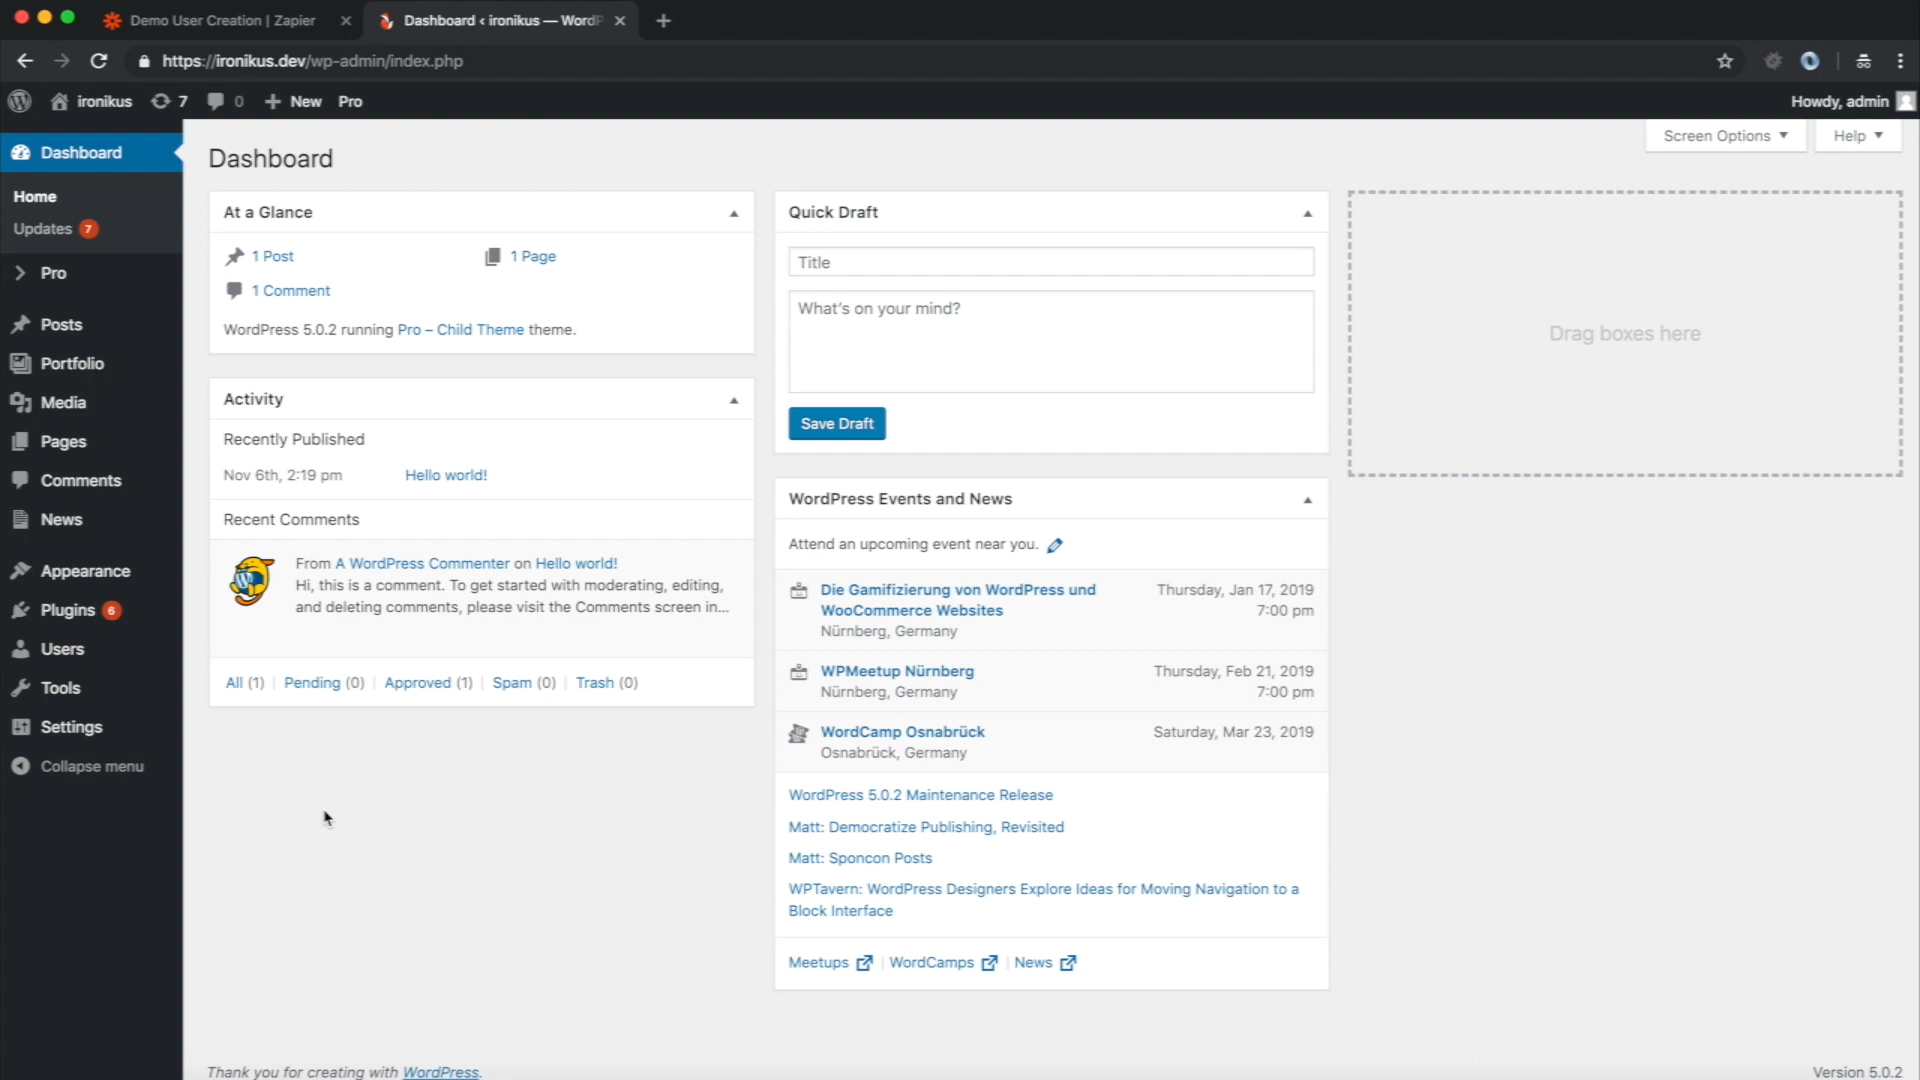 Demo User Creation | Zapier
Dashboard ‹ ironikus — WordP
https://ironikus.dev/wp-admin/index.php
ironikus 7 0 New Pro
Howdy, admin
Screen Options
Help
Dashboard
Home
Updates 7
Pro
Posts
Portfolio
Media
Pages
Comments
News
Appearance
Plugins 6
Users
Tools
Settings
Collapse menu
Dashboard
At a Glance
1 Post
1 Page
1 Comment
WordPress 5.0.2 running Pro – Child Theme theme.
Activity
Recently Published
Nov 6th, 2:19 pm Hello world!
Recent Comments
From A WordPress Commenter on Hello world!
Hi, this is a comment. To get started with moderating, editing,
and deleting comments, please visit the Comments screen in...
All (1) | Pending (0) | Approved (1) | Spam (0) | Trash (0)
Quick Draft
Title
What's on your mind?
Save Draft
WordPress Events and News
Attend an upcoming event near you.
Die Gamifizierung von WordPress und
WooCommerce Websites
Nürnberg, Germany
Thursday, Jan 17, 2019
7:00 pm
WPMeetup Nürnberg
Nürnberg, Germany
Thursday, Feb 21, 2019
7:00 pm
WordCamp Osnabrück
Osnabrück, Germany
Saturday, Mar 23, 2019
WordPress 5.0.2 Maintenance Release
Matt: Democratize Publishing, Revisited
Matt: Sponcon Posts
WPTavern: WordPress Designers Explore Ideas for Moving Navigation to a
Block Interface
Meetups | WordCamps | News
Drag boxes here
Thank you for creating with WordPress.
Version 5.0.2